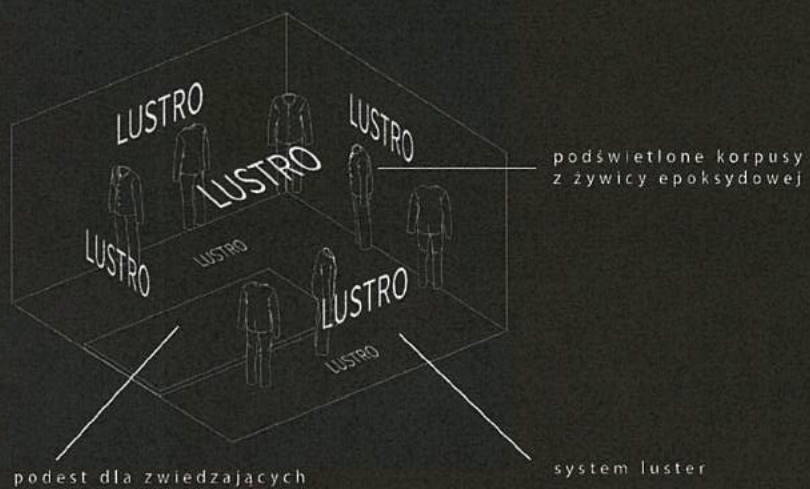 LUSTRO
LUSTRO
LUSTRO
podświetlone korpusy
z żywicy epoksydowej
LUSTRO
LUSTRO
LUSTRO
LUSTRO
podest dla zwiedzających
system luster